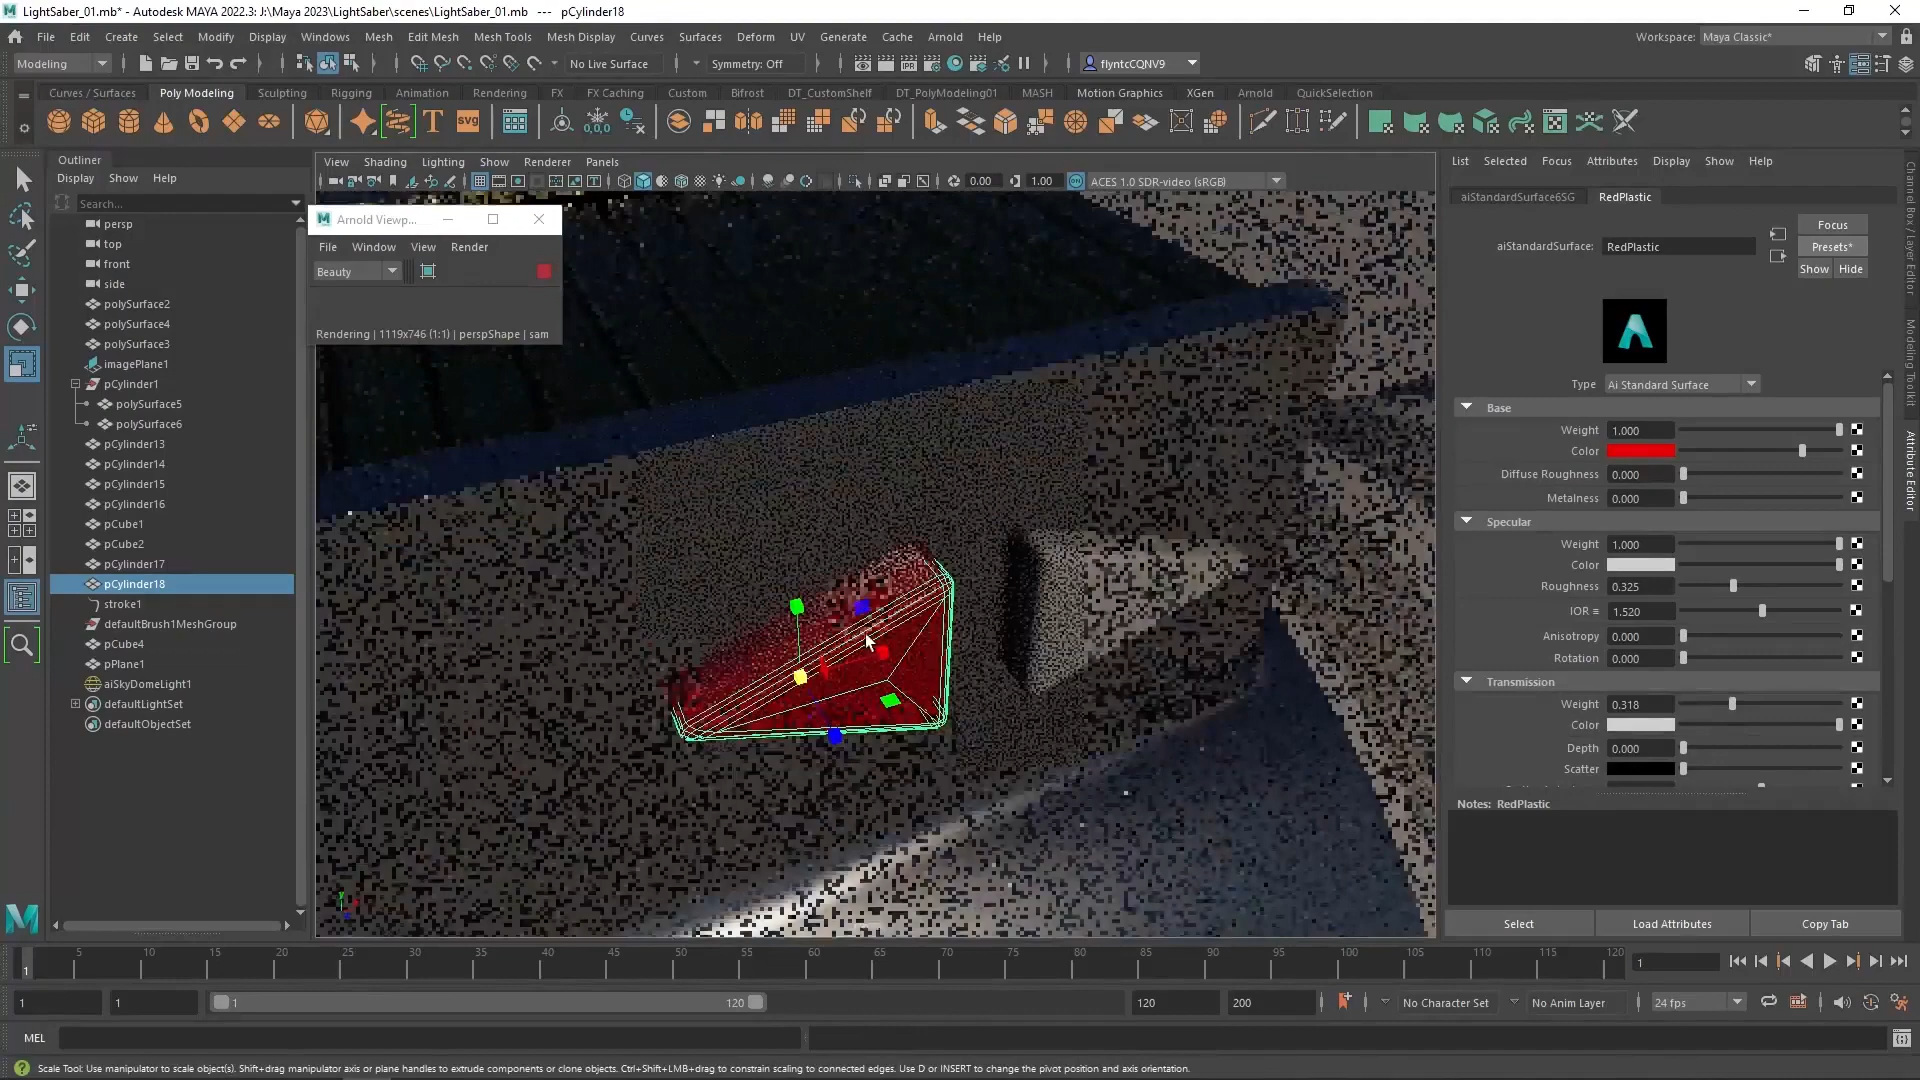 LightSaber_01.mb* - Autodesk MAYA 2022.3: J:\Maya 2023\LightSaber\scenes\LightSaber_01.mb --- pCylinder18
File Edit Create Select Modify Display Windows Mesh Edit Mesh Mesh Tools Mesh Display Curves Surfaces Deform UV Generate Cache Arnold Help
Workspace: Maya Classic*
Modeling No Live Surface Symmetry: Off flyntcCQNV9
Curves / Surfaces Poly Modeling Sculpting Rigging Animation Rendering FX FX Caching Custom Bifrost DT_CustomShelf DT_PolyModeling01 MASH Motion Graphics XGen Arnold QuickSelection
T SVG
0,0,0
Outliner
Display Show Help
Search...
persp
top
front
side
polySurface2
polySurface4
polySurface3
imagePlane1
pCylinder1
polySurface5
polySurface6
pCylinder13
pCylinder14
pCylinder15
pCylinder16
pCube1
pCube2
pCylinder17
pCylinder18
stroke1
defaultBrush1MeshGroup
pCube4
pPlane1
aiSkyDomeLight1
defaultLightSet
defaultObjectSet
View Shading Lighting Show Renderer Panels
0.00 1.00 ACES 1.0 SDR-video (sRGB)
Arnold Viewp...
File Window View Render
Beauty
Rendering | 1119x746 (1:1) | perspShape | sam
List Selected Focus Attributes Display Show Help
aiStandardSurface6SG RedPlastic
aiStandardSurface: RedPlastic
Focus
Presets*
Show Hide
Type Ai Standard Surface
Base
Weight 1.000
Color
Diffuse Roughness 0.000
Metalness 0.000
Specular
Weight 1.000
Color
Roughness 0.325
IOR 1.520
Anisotropy 0.000
Rotation 0.000
Transmission
Weight 0.318
Color
Depth 0.000
Scatter
Notes: RedPlastic
Select Load Attributes Copy Tab
Channel Box / Layer Editor
Modeling Toolkit
Attribute Editor
5 10 15 20 25 30 35 40 45 50 55 60 65 70 75 80 85 90 95 100 105 110 115 120
1
1
1 1 1 120 120 200 No Character Set No Anim Layer 24 fps
MEL
Scale Tool: Use manipulator to scale object(s). Shift+drag manipulator axis or plane handles to extrude components or clone objects. Ctrl+Shift+LMB+drag to constrain scaling to connected edges. Use D or INSERT to change the pivot position and axis orientation.